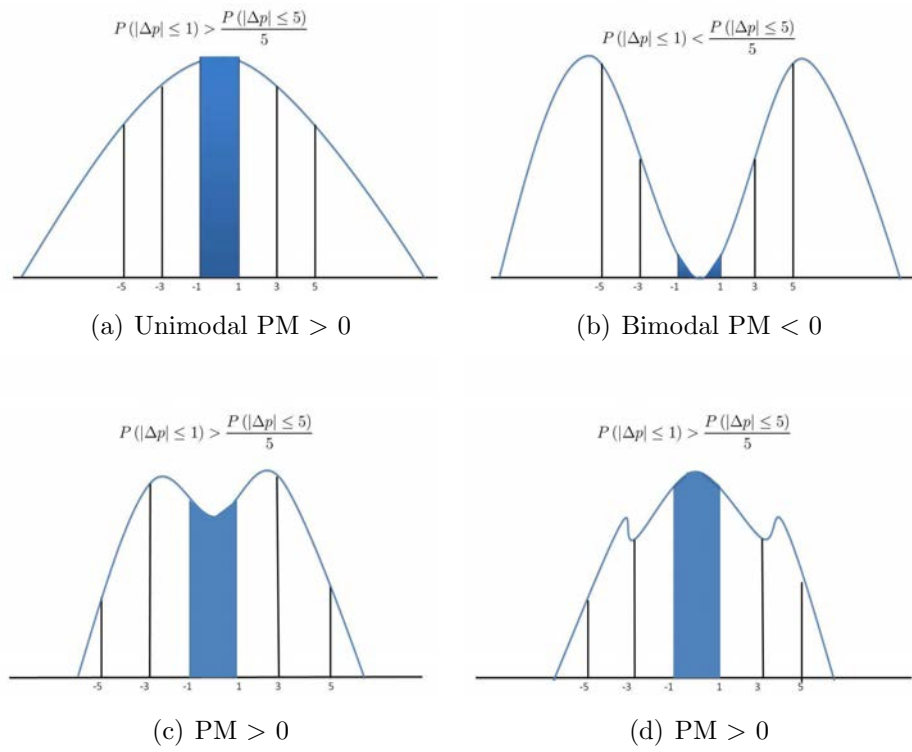 P (|Δp| ≤ 1) > P (|Δp| ≤ 5) / 5
-5 -3 -1 1 3 5
(a) Unimodal PM > 0
P (|Δp| ≤ 1) < P (|Δp| ≤ 5) / 5
-5 -3 -1 1 3 5
(b) Bimodal PM < 0
P (|Δp| ≤ 1) > P (|Δp| ≤ 5) / 5
-5 -3 -1 1 3 5
(c) PM > 0
P (|Δp| ≤ 1) > P (|Δp| ≤ 5) / 5
-5 -3 -1 1 3 5
(d) PM > 0